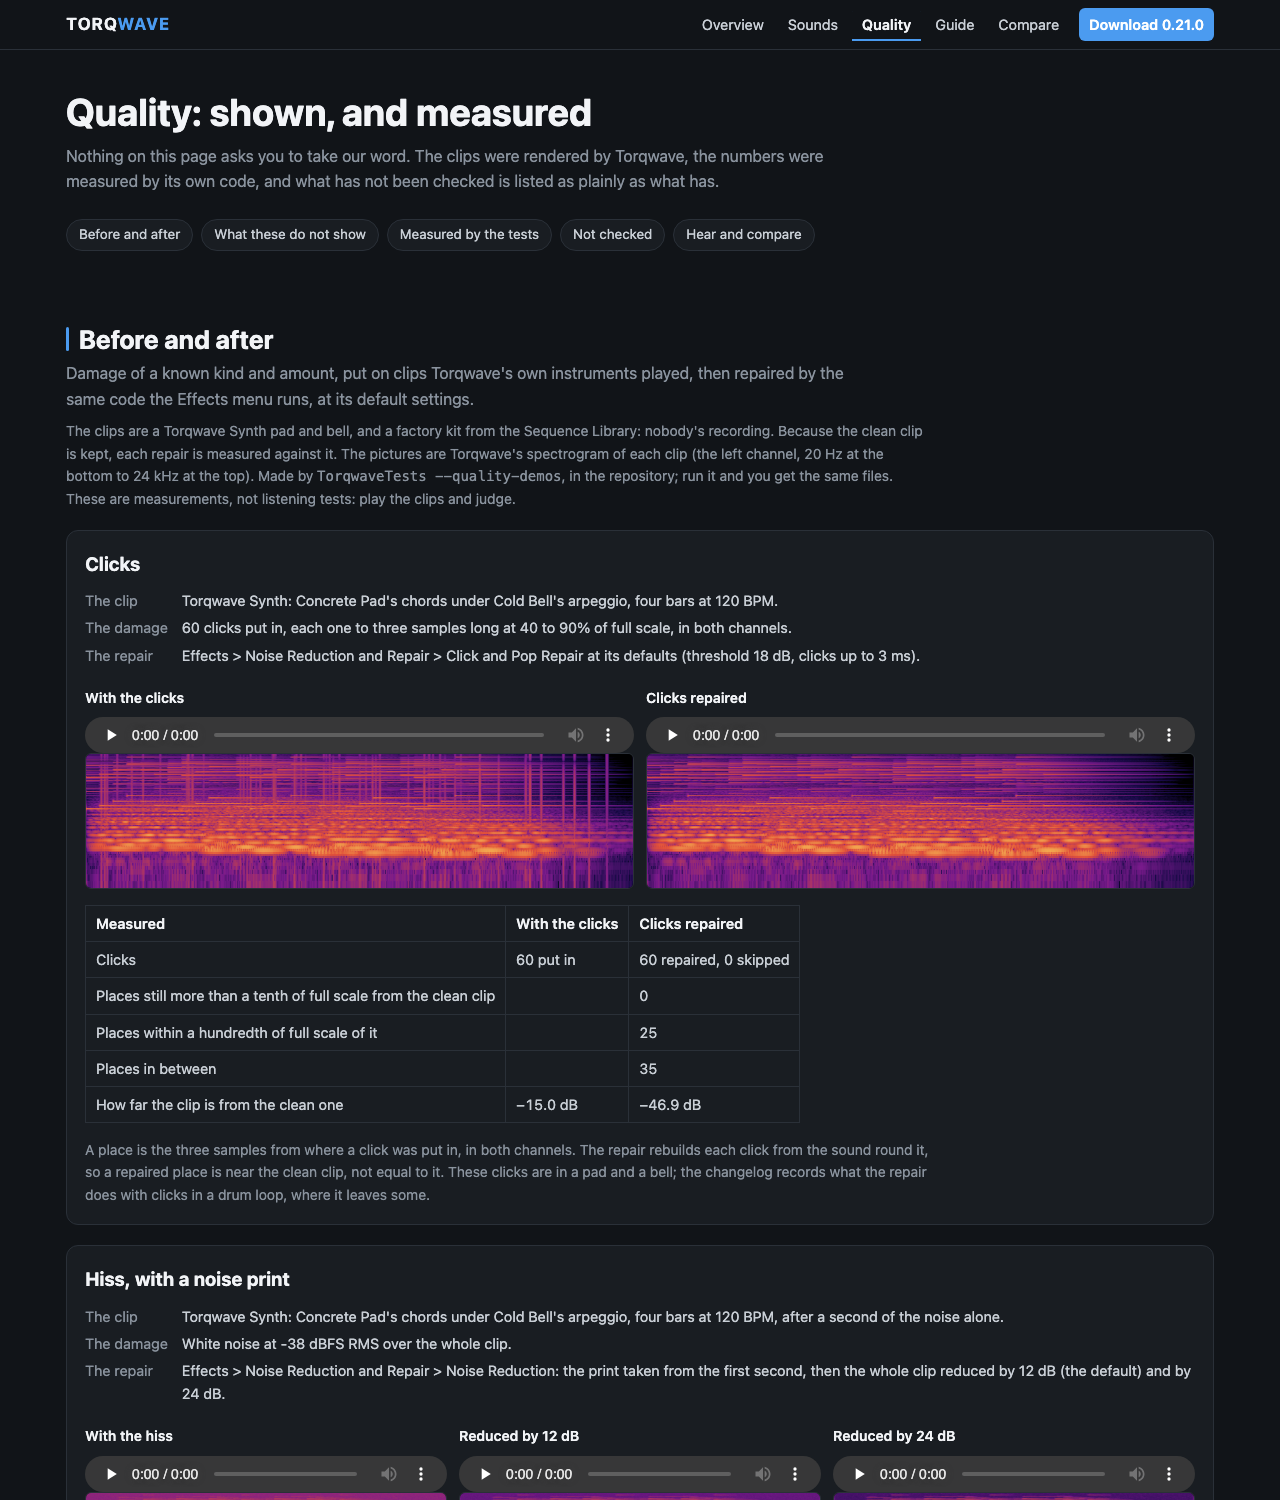 TORQWAVE
Overview Sounds Quality Guide Compare Download 0.21.0
Quality: shown, and measured
Nothing on this page asks you to take our word. The clips were rendered by Torqwave, the numbers were
measured by its own code, and what has not been checked is listed as plainly as what has.
Before and after What these do not show Measured by the tests Not checked Hear and compare
Before and after
Damage of a known kind and amount, put on clips Torqwave's own instruments played, then repaired by the
same code the Effects menu runs, at its default settings.
The clips are a Torqwave Synth pad and bell, and a factory kit from the Sequence Library: nobody's recording. Because the clean clip
is kept, each repair is measured against it. The pictures are Torqwave's spectrogram of each clip (the left channel, 20 Hz at the
bottom to 24 kHz at the top). Made by TorqwaveTests --quality-demos, in the repository; run it and you get the same files.
These are measurements, not listening tests: play the clips and judge.
Clicks
The clip Torqwave Synth: Concrete Pad's chords under Cold Bell's arpeggio, four bars at 120 BPM.
The damage 60 clicks put in, each one to three samples long at 40 to 90% of full scale, in both channels.
The repair Effects > Noise Reduction and Repair > Click and Pop Repair at its defaults (threshold 18 dB, clicks up to 3 ms).
With the clicks Clicks repaired
0:00 / 0:00 0:00 / 0:00
Measured With the clicks Clicks repaired
Clicks 60 put in 60 repaired, 0 skipped
Places still more than a tenth of full scale from the clean clip 0
Places within a hundredth of full scale of it 25
Places in between 35
How far the clip is from the clean one −15.0 dB −46.9 dB
A place is the three samples from where a click was put in, in both channels. The repair rebuilds each click from the sound round it,
so a repaired place is near the clean clip, not equal to it. These clicks are in a pad and a bell; the changelog records what the repair
does with clicks in a drum loop, where it leaves some.
Hiss, with a noise print
The clip Torqwave Synth: Concrete Pad's chords under Cold Bell's arpeggio, four bars at 120 BPM, after a second of the noise alone.
The damage White noise at -38 dBFS RMS over the whole clip.
The repair Effects > Noise Reduction and Repair > Noise Reduction: the print taken from the first second, then the whole clip reduced by 12 dB (the default) and by
24 dB.
With the hiss Reduced by 12 dB Reduced by 24 dB
0:00 / 0:00 0:00 / 0:00 0:00 / 0:00